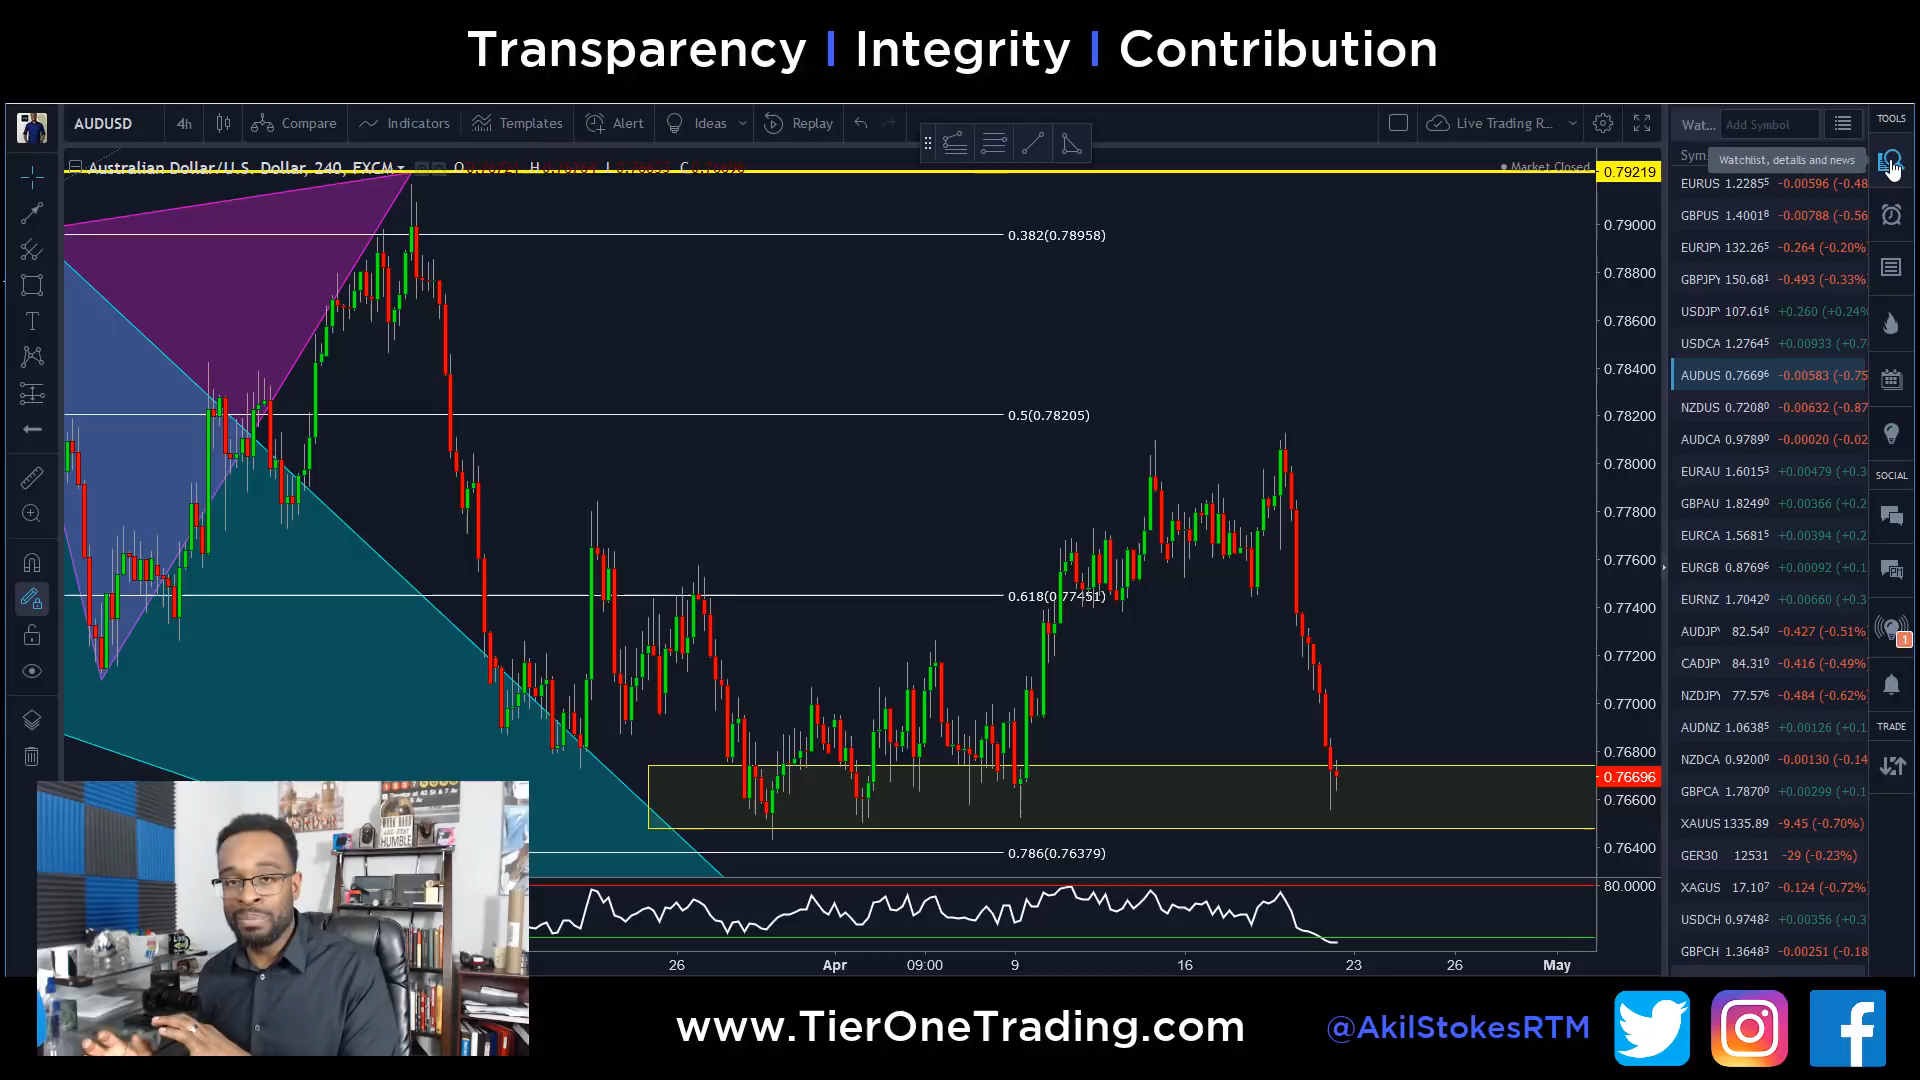 Transparency | Integrity | Contribution
AUDUSD 4h Compare Indicators Templates Alert Ideas Replay Live Trading R... Wat... Add Symbol TOOLS
Australian Dollar/U.S. Dollar, 240, FXCM
Market Closed
Sym
Watchlist, details and news
0.79219
0.79000
0.78800
0.78600
0.78400
0.78200
0.78000
0.77800
0.77600
0.77400
0.77200
0.77000
0.76800
0.76696
0.76600
0.76400
80.0000
0.382(0.78958)
0.5(0.78205)
0.618(0.77451)
0.786(0.76379)
EURUS 1.22855 -0.00596 (-0.48
GBPUS 1.40018 -0.00788 (-0.56
EURJPY 132.265 -0.264 (-0.20%
GBPJPY 150.681 -0.493 (-0.33%
USDJP 107.616 +0.260 (+0.24%
USDCA 1.27645 +0.00933 (+0.7
AUDUS 0.76696 -0.00583 (-0.75
NZDUS 0.72080 -0.00632 (-0.87
AUDCA 0.97890 -0.00020 (-0.02
EURAU 1.60153 +0.00479 (+0.3
GBPAU 1.82490 +0.00366 (+0.2
EURCA 1.56815 +0.00394 (+0.2
EURGB 0.87696 +0.00092 (+0.1
EURNZ 1.70420 +0.00660 (+0.3
AUDJP 82.540 -0.427 (-0.51%
CADJP 84.310 -0.416 (-0.49%
NZDJP 77.576 -0.484 (-0.62%
AUDNZ 1.06385 +0.00126 (+0.1
NZDCA 0.92000 -0.00130 (-0.14
GBPCA 1.78700 +0.00299 (+0.1
XAUUS 1335.89 -9.45 (-0.70%)
GER30 12531 -29 (-0.23%)
XAGUS 17.107 -0.124 (-0.72%
USDCH 0.97482 +0.00356 (+0.3
GBPCH 1.36483 -0.00251 (-0.18
SOCIAL
1
TRADE
26 Apr 09:00 9 16 23 26 May
WORK
HARD
AND STAY
HUMBLE
www.TierOneTrading.com
@AkilStokesRTM